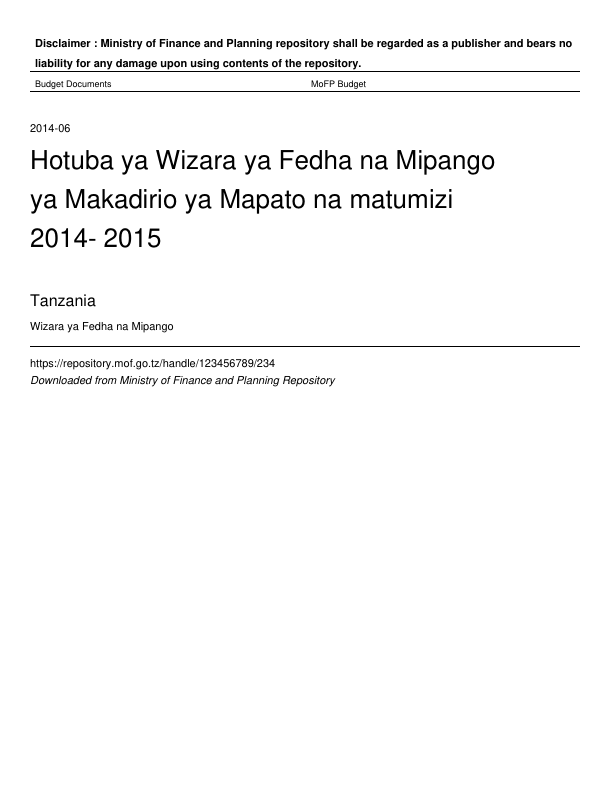 Disclaimer : Ministry of Finance and Planning repository shall be regarded as a publisher and bears no
liability for any damage upon using contents of the repository.
Budget Documents MoFP Budget
2014-06
Hotuba ya Wizara ya Fedha na Mipango
ya Makadirio ya Mapato na matumizi
2014- 2015
Tanzania
Wizara ya Fedha na Mipango
https://repository.mof.go.tz/handle/123456789/234
Downloaded from Ministry of Finance and Planning Repository